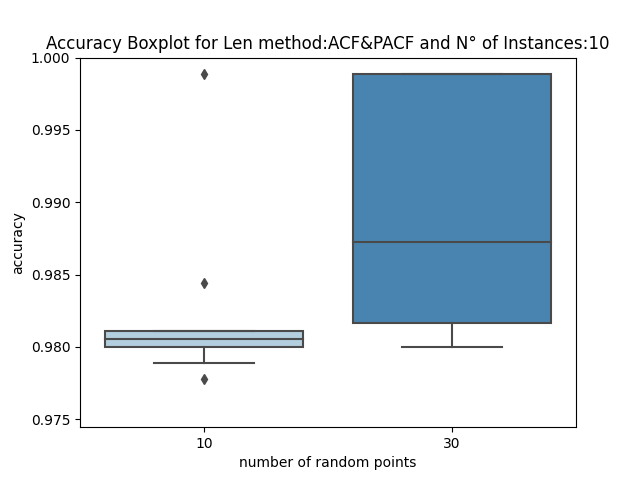 Accuracy Boxplot for Len method:ACF&PACF and N° of Instances:10
1.000
0.995
0.990
0.985
0.980
0.975
accuracy
10 30
number of random points